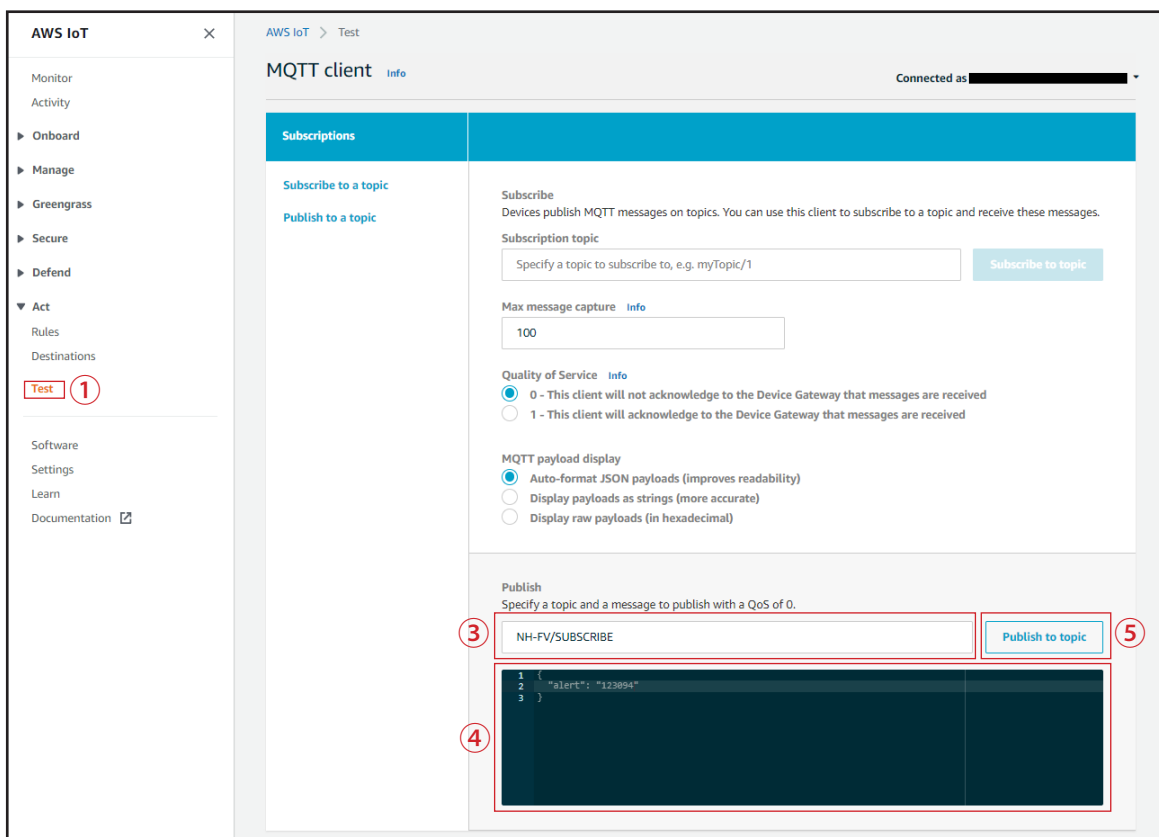 AWS IoT
Monitor
Activity
Onboard
Manage
Greengrass
Secure
Defend
Act
Rules
Destinations
Test ①
Software
Settings
Learn
Documentation
AWS IoT > Test
MQTT client Info
Connected as
Subscriptions
Subscribe to a topic
Publish to a topic
Subscribe
Devices publish MQTT messages on topics. You can use this client to subscribe to a topic and receive these messages.
Subscription topic
Specify a topic to subscribe to, e.g. myTopic/1 Subscribe to topic
Max message capture Info
100
Quality of Service Info
0 - This client will not acknowledge to the Device Gateway that messages are received
1 - This client will acknowledge to the Device Gateway that messages are received
MQTT payload display
Auto-format JSON payloads (improves readability)
Display payloads as strings (more accurate)
Display raw payloads (in hexadecimal)
Publish
Specify a topic and a message to publish with a QoS of 0.
③ NH-FV/SUBSCRIBE Publish to topic ⑤
④
1 {
2 "alert": "123094"
3 }